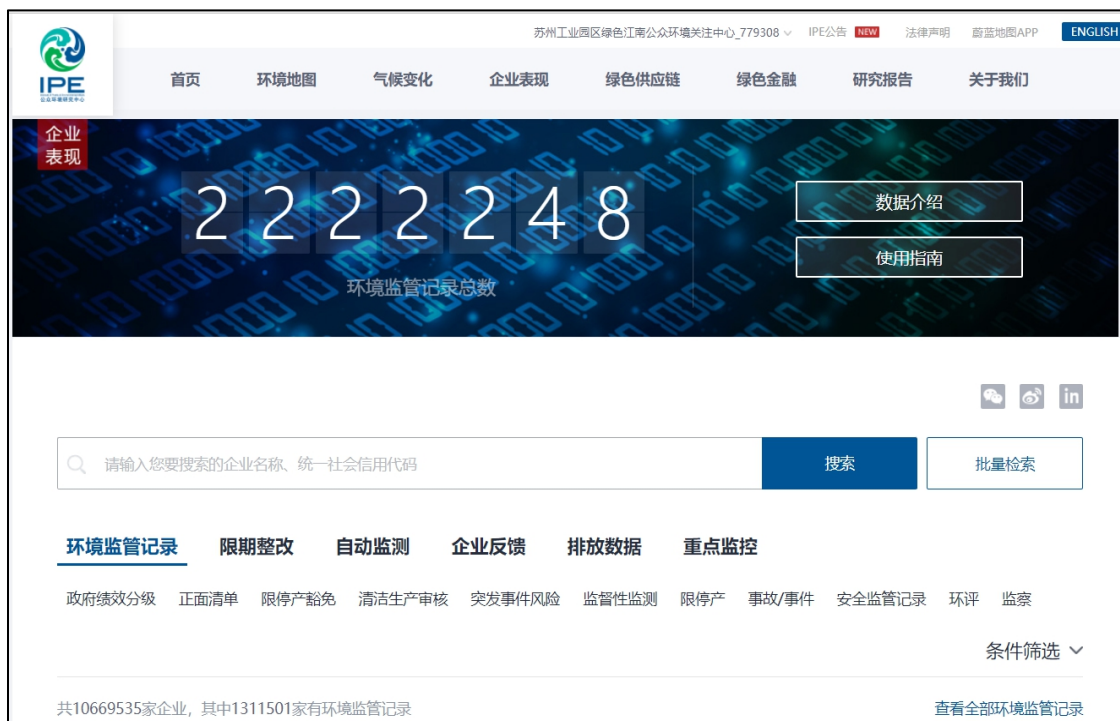 苏州工业园区绿色江南公众环境关注中心_779308 IPE公告 NEW 法律声明 蔚蓝地图APP ENGLISH
IPE
公众环境研究中心
首页 环境地图 气候变化 企业表现 绿色供应链 绿色金融 研究报告 关于我们
企业
表现
2222248
环境监管记录总数
数据介绍
使用指南
in
请输入您要搜索的企业名称、统一社会信用代码 搜索 批量检索
环境监管记录 限期整改 自动监测 企业反馈 排放数据 重点监控
政府绩效分级 正面清单 限停产豁免 清洁生产审核 突发事件风险 监督性监测 限停产 事故/事件 安全监管记录 环评 监察
条件筛选
共10669535家企业，其中1311501家有环境监管记录 查看全部环境监管记录